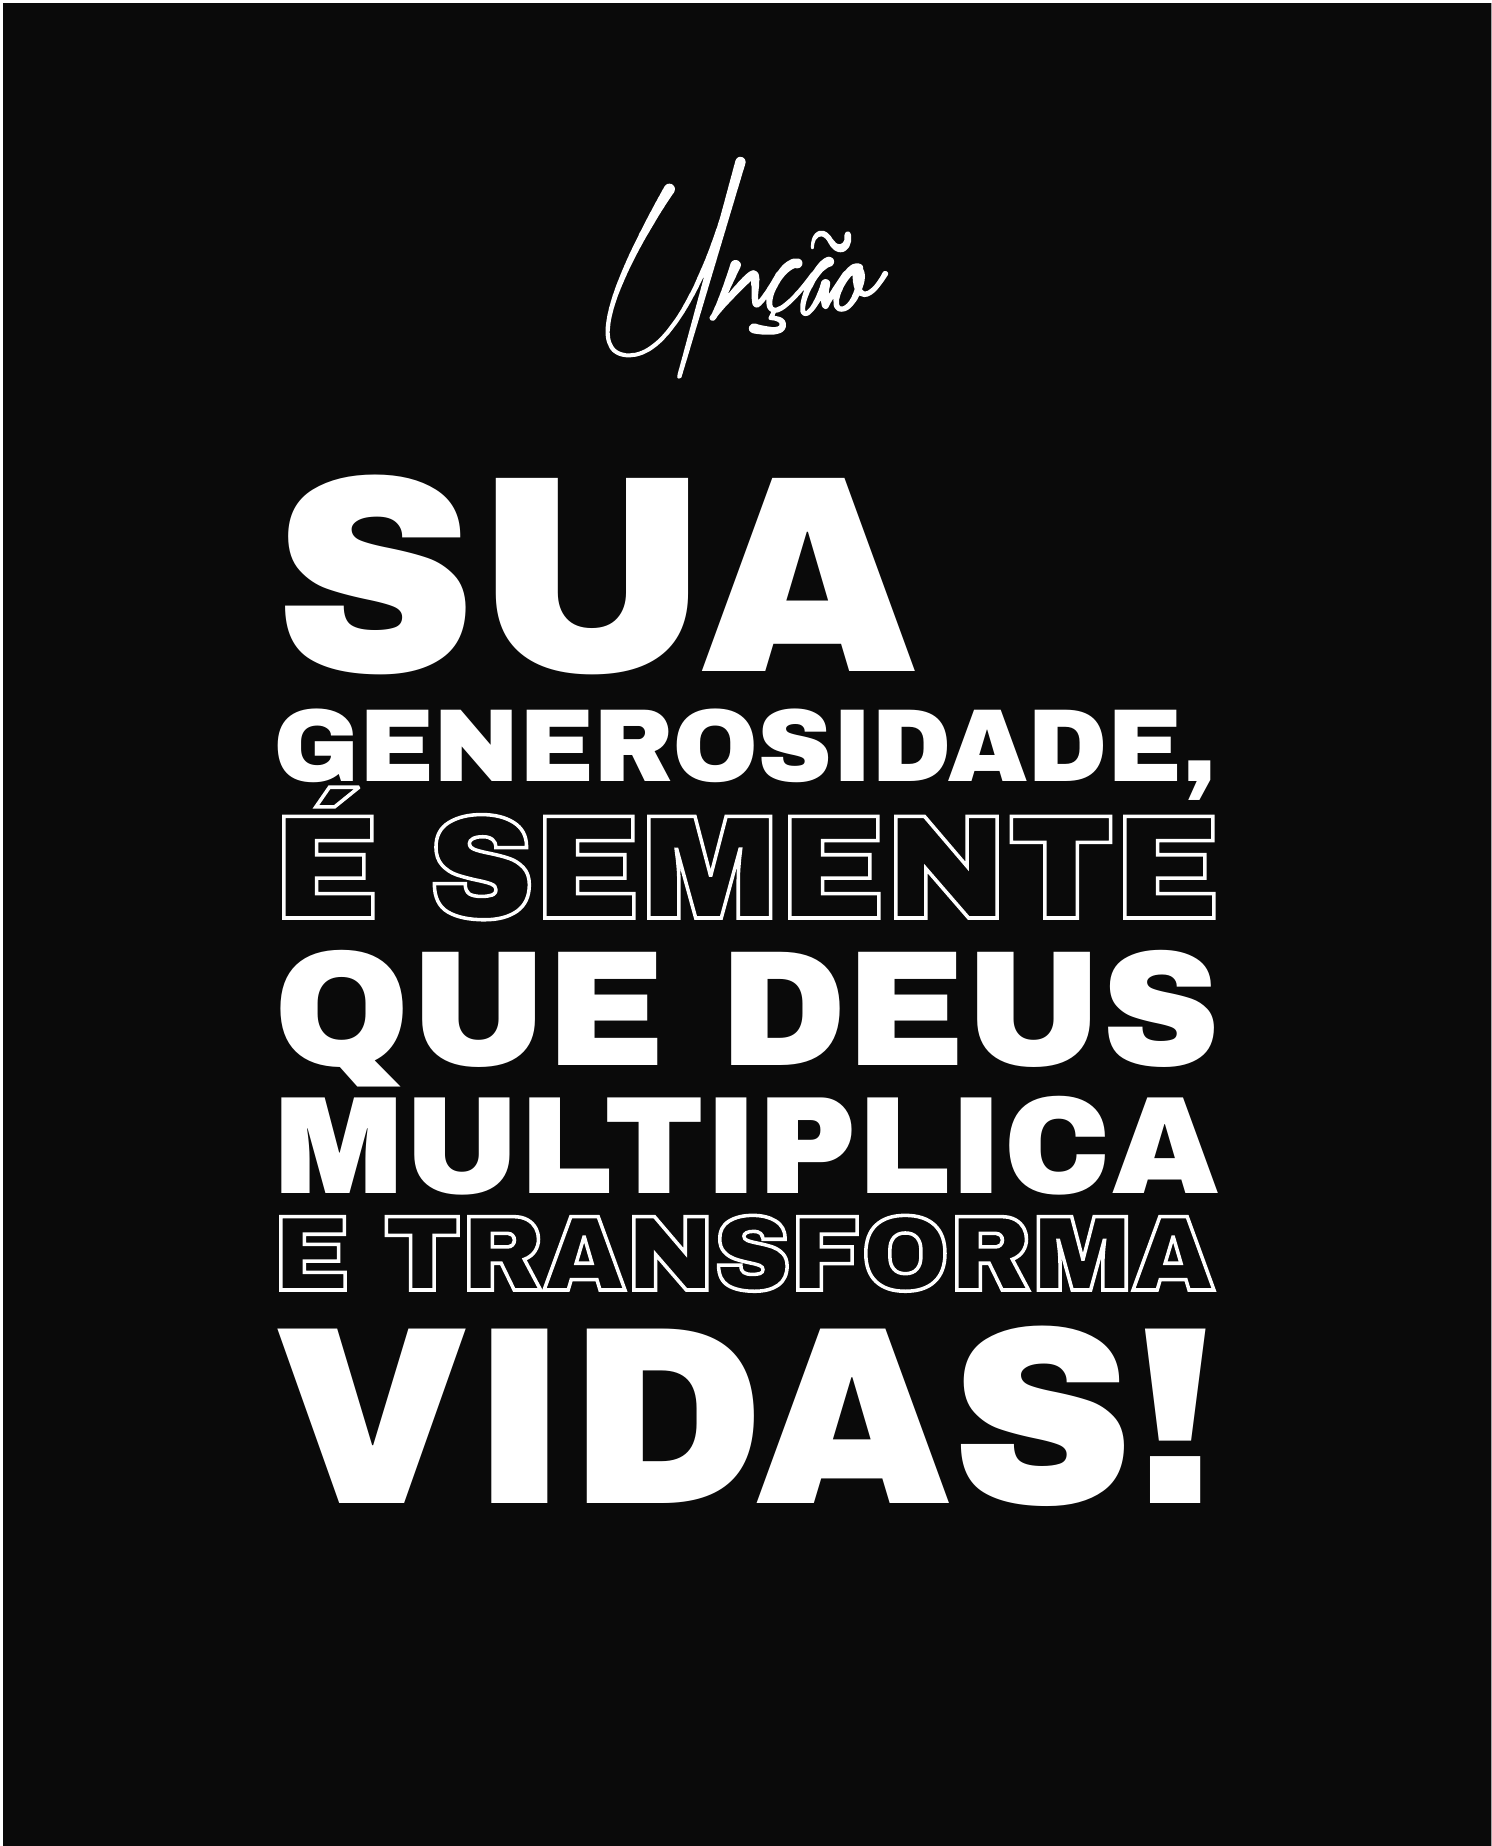 Unção
SUA
GENEROSIDADE,
É SEMENTE
QUE DEUS
MULTIPLICA
E TRANSFORMA
VIDAS!